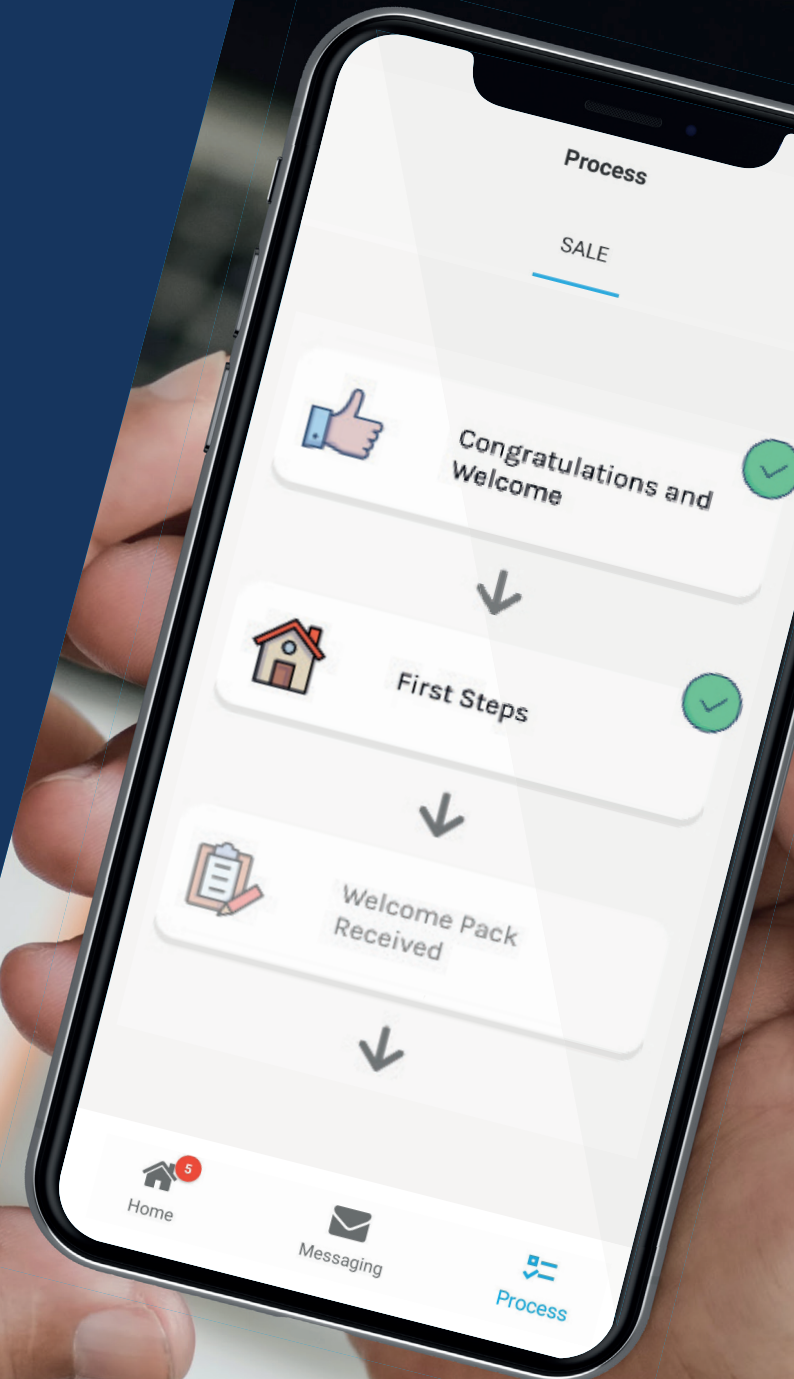 Process
SALE
Congratulations and
Welcome
First Steps
Welcome Pack
Received
5
Home
Messaging
Process